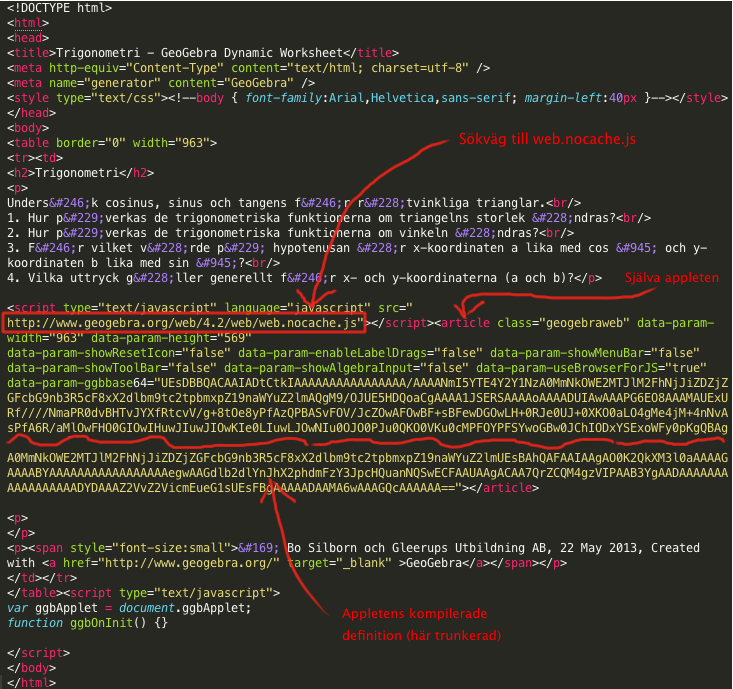 <!DOCTYPE html>
<html>
<head>
<title>Trigonometri - GeoGebra Dynamic Worksheet</title>
<meta http-equiv="Content-Type" content="text/html; charset=utf-8" />
<meta name="generator" content="GeoGebra" />
<style type="text/css"><!--body { font-family:Arial,Helvetica,sans-serif; margin-left:40px }--></style>
</head>
<body>
<table border="0" width="963">
Sökväg till web.nocache.js
<tr><td>
<h2>Trigonometri</h2>
<p>
Unders&#246;k cosinus, sinus och tangens f&#246;r r&#228;tvinkliga trianglar.<br/>
1. Hur p&#229;verkas de trigonometriska funktionerna om triangelns storlek &#228;ndras?<br/>
2. Hur p&#229;verkas de trigonometriska funktionerna om vinkeln &#228;ndras?<br/>
3. F&#246;r vilket v&#228;rde p&#229; hypotenusan &#228;r x-koordinaten a lika med cos &#945; och y-
koordinaten b lika med sin &#945;?<br/>
4. Vilka uttryck g&#228;ller generellt f&#246;r x- och y-koordinaterna (a och b)?</p>
Själva appleten
<script type="text/javascript" language="javascript" src="
http://www.geogebra.org/web/4.2/web/web.nocache.js"></script><article class="geogebraweb" data-param-
width="963" data-param-height="569"
data-param-showResetIcon="false" data-param-enableLabelDrags="false" data-param-showMenuBar="false"
data-param-showToolBar="false" data-param-showAlgebraInput="false" data-param-useBrowserForJS="true"
data-param-ggbbase64="UEsDBBQACAAIADtCtkIAAAAAAAAAAAAAAAAAAAAA/AAAANmI5YTE4Y2Y1NzA0MmNkOWE2MTJlM2FhNjJiZDZjZ
GFcbG9nb3R5cF8xX2dlbm9tc2tpbmxpZ19naWYuZ2lmAQgM9/OJUE5HDQoaCgAAAA1JSERSAAAAoAAAADUIAwAAAPG6EO8AAAMAUExU
Rf////NmaPR0dvBHTvJYXfRtcvV/g+8tOe8yPfAzQPBASvFOV/JcZOwAFOwBF+sBFewDGOwLH+0RJe0UJ+0XKO0aLO4gMe4jM+4nNvA
sPfA6R/aMlOwFHO0GIOwIHuwJIuwJIOwKIe0LIuwLJOwNIu0OJO0PJu0QKO0VKu0cMPFOYPFSYwoGBw0JChIODxYSExoWFy0pKgQBAg
A0MmNkOWE2MTJlM2FhNjJiZDZjZGFcbG9nb3R5cF8xX2dlbm9tc2tpbmxpZ19naWYuZ2lmUEsBAhQAFAAIAAgAO0K2QkXM3l0aAAAAG
AAAABYAAAAAAAAAAAAAAAAAegwAAGdlb2dlYnJhX2phdmFzY3JpcHQuanNQSwECFAAUAAgACAA7QrZCQM4gzVIPAAB3YgAADAAAAAAA
AAAAAAAAAADYDAAAZ2VvZ2VicmEueG1sUEsFBgAAAAADAAMA6wAAAGQcAAAAAA=="></article>
<p>
</p>
<p><span style="font-size:small">&#169; Bo Silborn och Gleerups Utbildning AB, 22 May 2013, Created
with <a href="http://www.geogebra.org/" target="_blank" >GeoGebra</a></span></p>
</td></tr>
</table><script type="text/javascript">
var ggbApplet = document.ggbApplet;
function ggbOnInit() {}
Appletens kompilerade
definition (här trunkerad)
</script>
</body>
</html>